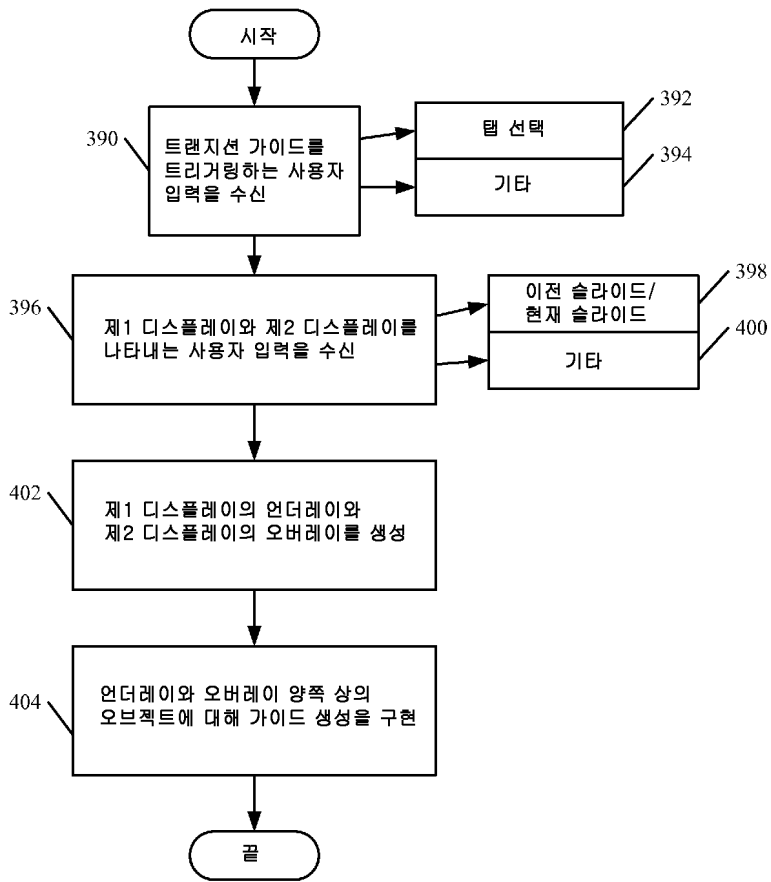 시작
390
트랜지션 가이드를
트리거링하는 사용자
입력을 수신
392
탭 선택
394
기타
396
제1 디스플레이와 제2 디스플레이를
나타내는 사용자 입력을 수신
398
이전 슬라이드/
현재 슬라이드
400
기타
402
제1 디스플레이의 언더레이와
제2 디스플레이의 오버레이를 생성
404
언더레이와 오버레이 양쪽 상의
오브젝트에 대해 가이드 생성을 구현
끝